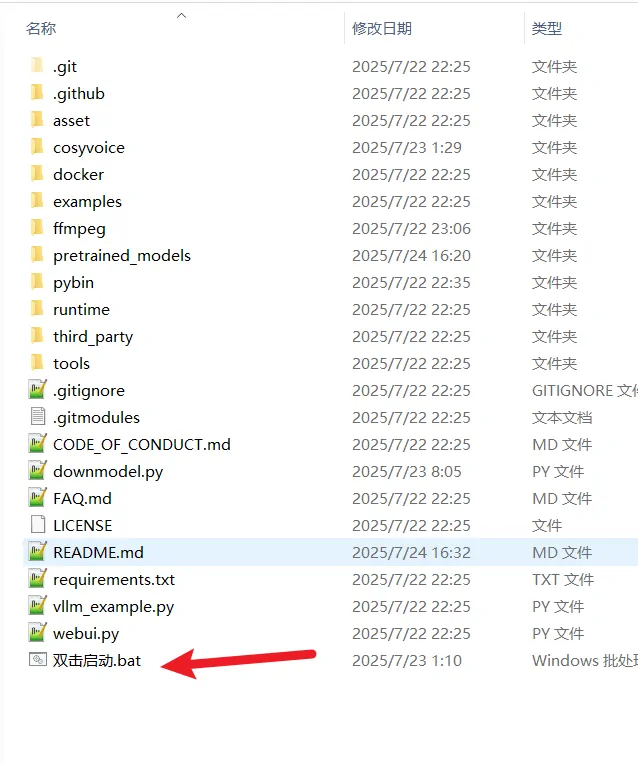 名称 修改日期 类型
.git 2025/7/22 22:25 文件夹
.github 2025/7/22 22:25 文件夹
asset 2025/7/22 22:25 文件夹
cosyvoice 2025/7/23 1:29 文件夹
docker 2025/7/22 22:25 文件夹
examples 2025/7/22 22:25 文件夹
ffmpeg 2025/7/22 23:06 文件夹
pretrained_models 2025/7/24 16:20 文件夹
pybin 2025/7/22 22:35 文件夹
runtime 2025/7/22 22:25 文件夹
third_party 2025/7/22 22:25 文件夹
tools 2025/7/22 22:25 文件夹
.gitignore 2025/7/22 22:25 GITIGNORE 文件
.gitmodules 2025/7/22 22:25 文本文档
CODE_OF_CONDUCT.md 2025/7/22 22:25 MD 文件
downmodel.py 2025/7/23 8:05 PY 文件
FAQ.md 2025/7/22 22:25 MD 文件
LICENSE 2025/7/22 22:25 文件
README.md 2025/7/24 16:32 MD 文件
requirements.txt 2025/7/22 22:25 TXT 文件
vllm_example.py 2025/7/22 22:25 PY 文件
webui.py 2025/7/22 22:25 PY 文件
双击启动.bat 2025/7/23 1:10 Windows 批处理